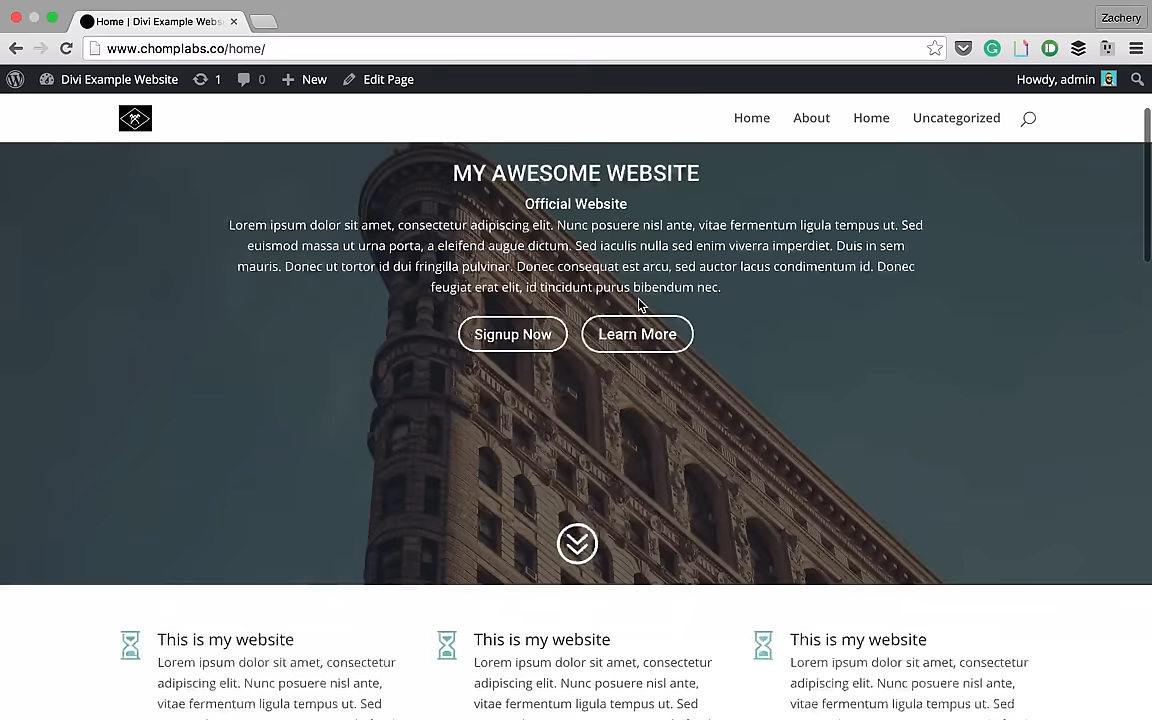 Home | Divi Example Webs
Zachery
www.chomplabs.co/home/
Divi Example Website 1 0 New Edit Page Howdy, admin
Home About Home Uncategorized
MY AWESOME WEBSITE
Official Website
Lorem ipsum dolor sit amet, consectetur adipiscing elit. Nunc posuere nisl ante, vitae fermentum ligula tempus ut. Sed
euismod massa ut urna porta, a eleifend augue dictum. Sed iaculis nulla sed enim viverra imperdiet. Duis in sem
mauris. Donec ut tortor id dui fringilla pulvinar. Donec consequat est arcu, sed auctor lacus condimentum id. Donec
feugiat erat elit, id tincidunt purus bibendum nec.
Signup Now Learn More
This is my website
Lorem ipsum dolor sit amet, consectetur
adipiscing elit. Nunc posuere nisl ante,
vitae fermentum ligula tempus ut. Sed
This is my website
Lorem ipsum dolor sit amet, consectetur
adipiscing elit. Nunc posuere nisl ante,
vitae fermentum ligula tempus ut. Sed
This is my website
Lorem ipsum dolor sit amet, consectetur
adipiscing elit. Nunc posuere nisl ante,
vitae fermentum ligula tempus ut. Sed